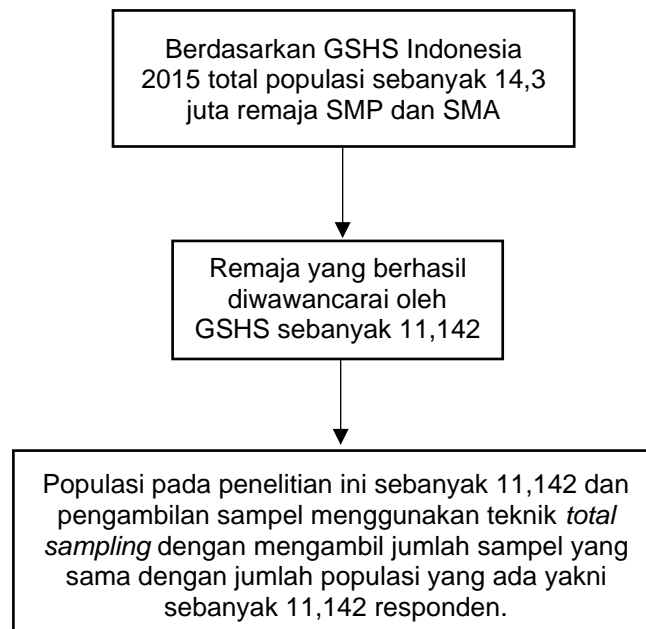 Berdasarkan GSHS Indonesia
2015 total populasi sebanyak 14,3
juta remaja SMP dan SMA
Remaja yang berhasil
diwawancarai oleh
GSHS sebanyak 11,142
Populasi pada penelitian ini sebanyak 11,142 dan
pengambilan sampel menggunakan teknik total
sampling dengan mengambil jumlah sampel yang
sama dengan jumlah populasi yang ada yakni
sebanyak 11,142 responden.